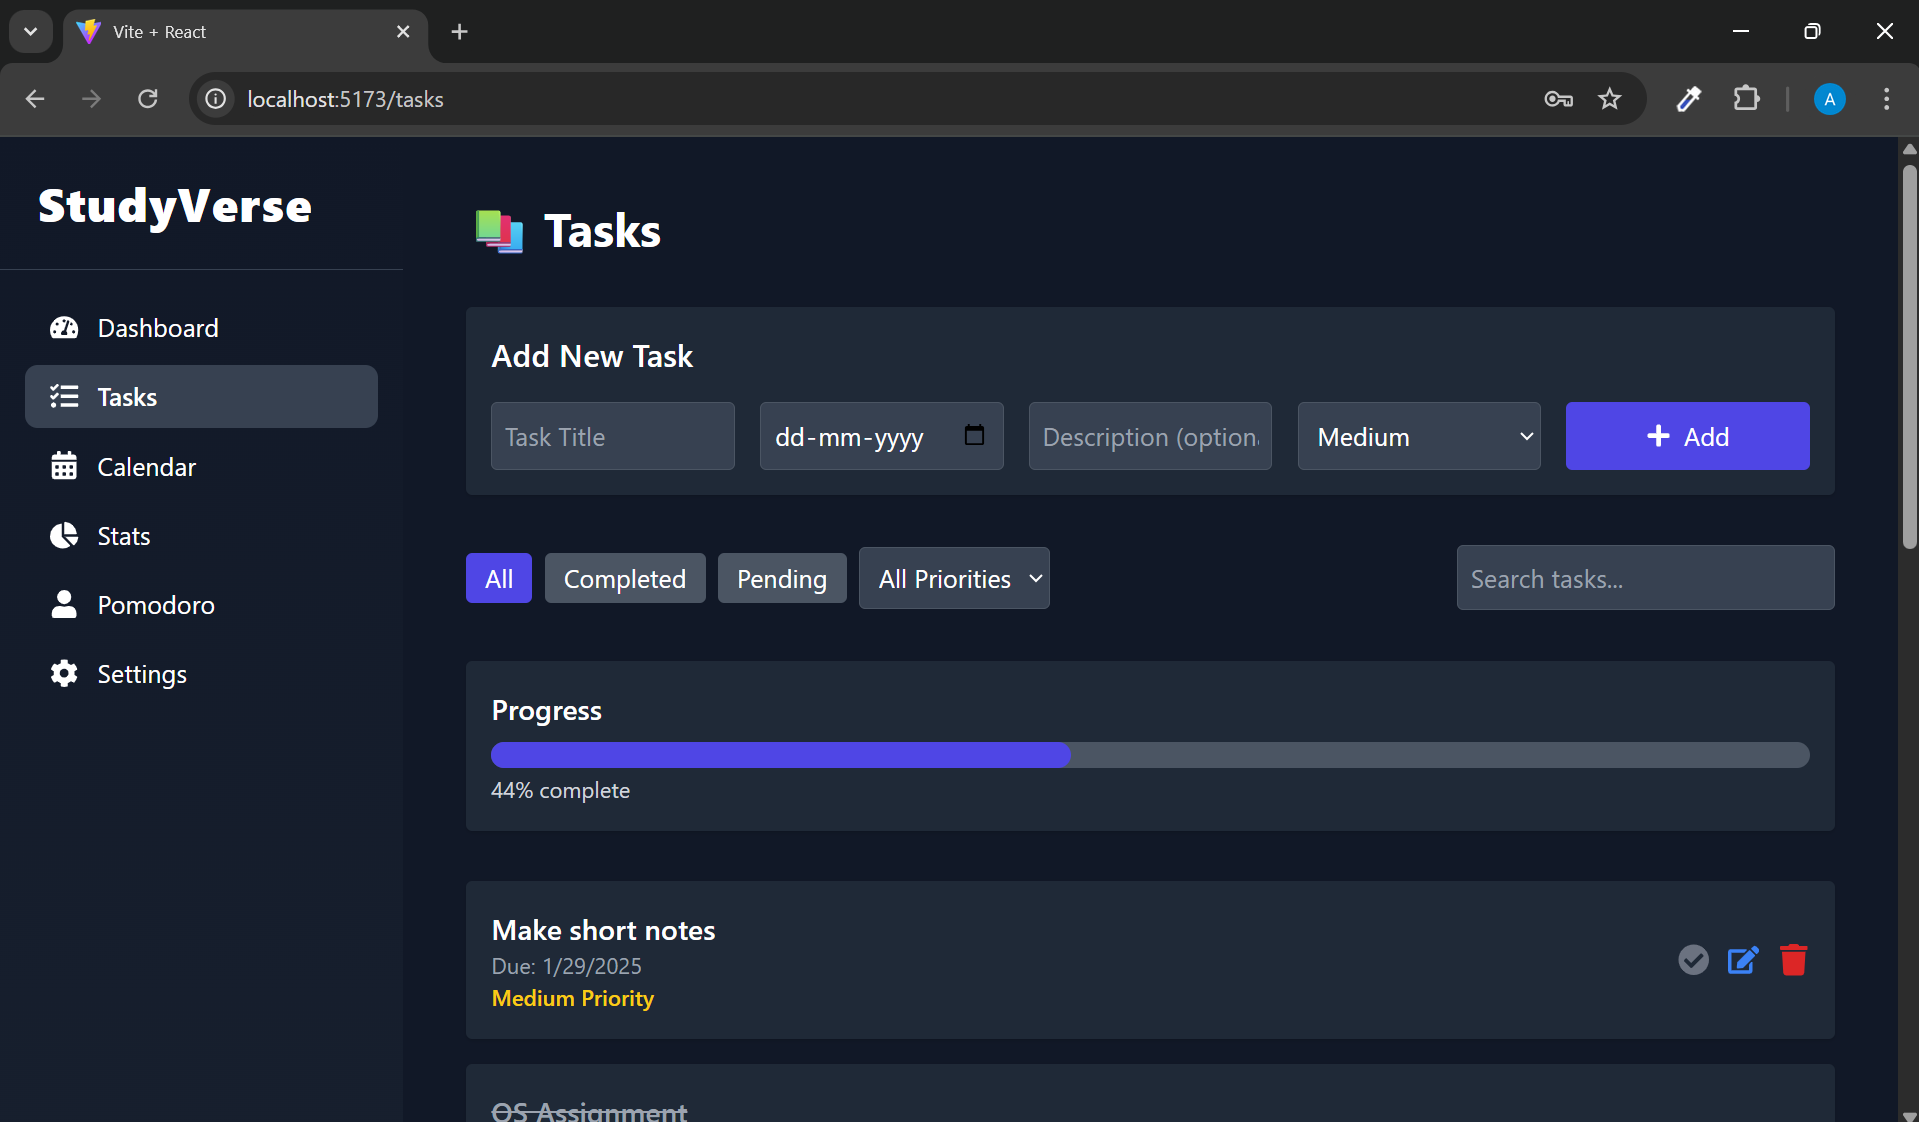 Vite + React
localhost:5173/tasks
A
StudyVerse
Dashboard
Tasks
Calendar
Stats
Pomodoro
Settings
Tasks
Add New Task
Task Title
dd-mm-yyyy
Description (option
Medium
+ Add
All
Completed
Pending
All Priorities
Search tasks...
Progress
44% complete
Make short notes
Due: 1/29/2025
Medium Priority
OS Assignment